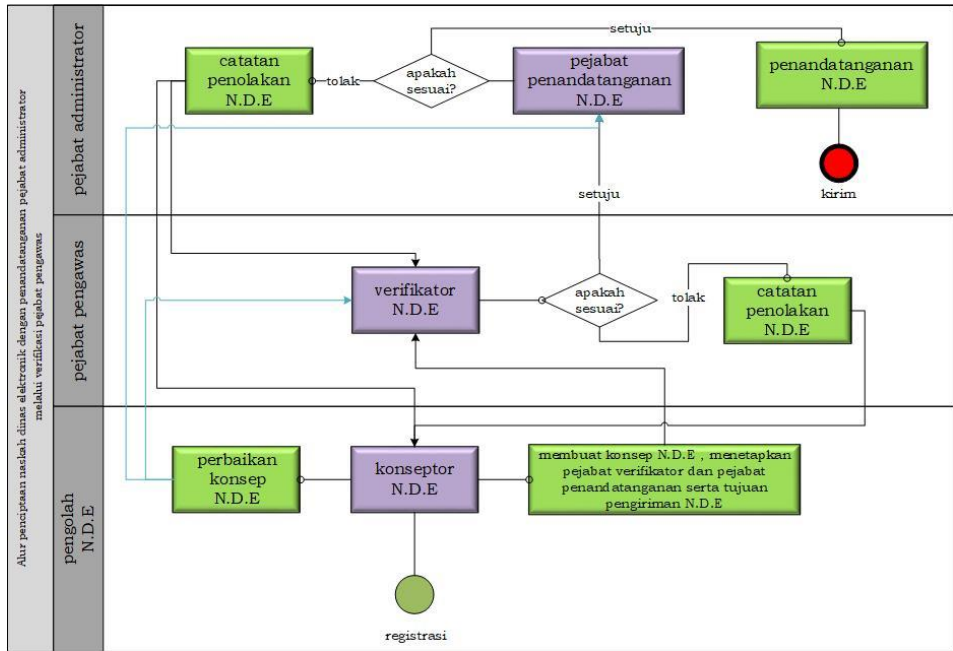 Alur penciptaan maskah dinas elektronik dengan penandatanganan pejabat administrator
melalui verifikasi pejabat pengawas
pejabat administrator
catatan
penolakan
N.D.E
tolak
apakah
sesuai?
pejabat
penandatanganan
N.D.E
setuju
penandatanganan
N.D.E
kirim
setuju
pejabat pengawas
verifikator
N.D.E
apakah
sesuai?
tolak
catatan
penolakan
N.D.E
pengolah
N.D.E
perbaikan
konsep
N.D.E
konseptor
N.D.E
membuat konsep N.D.E , menetapkan
pejabat verifikator dan pejabat
penandatanganan serta tujuan
pengiriman N.D.E
registrasi